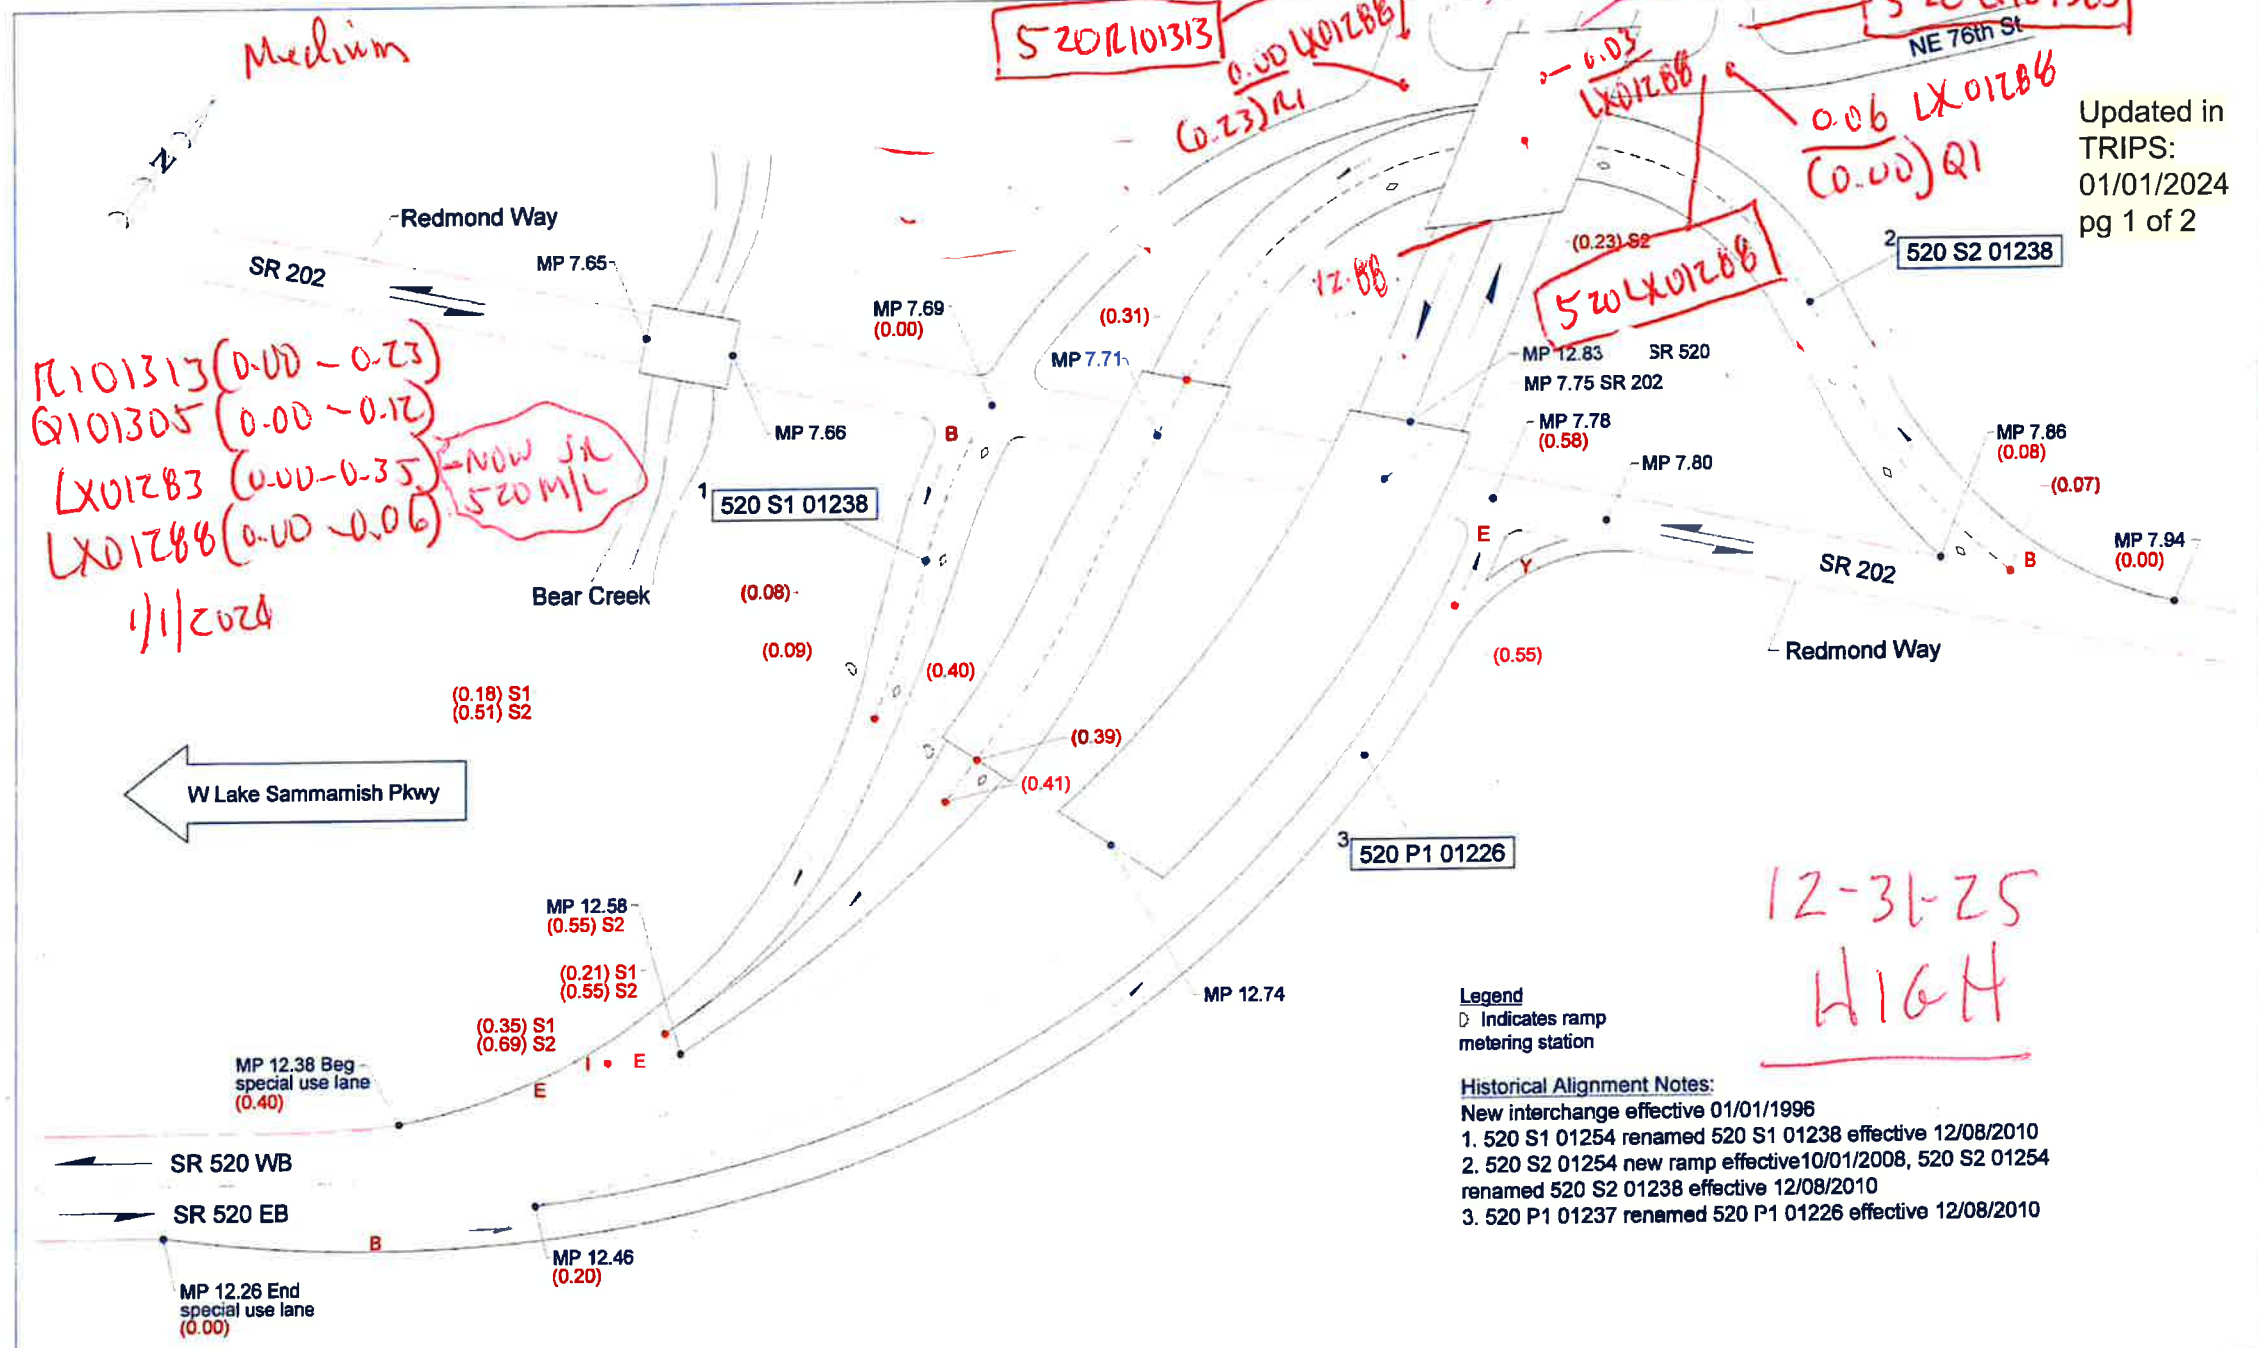 Medium
520R101313
0.00 LX01288
(0.23) R1
0.03
LX01288
NE 76th St
0.06 LX01288
(0.00) Q1
Updated in
TRIPS:
01/01/2024
pg 1 of 2
N
Redmond Way
SR 202
MP 7.65
MP 7.69
(0.00)
(0.31)
MP 7.71
12.88
(0.23) S2
520LX01288
2
520 S2 01238
MP 12.83 SR 520
MP 7.75 SR 202
R101313 (0.00 - 0.23)
Q101305 (0.00 - 0.12)
LX01283 (0.00-0.35)
LX01288 (0.00 - 0.06)
- NOW SR
520 M/L
1/1/2024
MP 7.66
B
MP 7.78
(0.58)
MP 7.80
MP 7.86
(0.08)
(0.07)
1
520 S1 01238
E
Y
SR 202
B
MP 7.94
(0.00)
Bear Creek
(0.08)
(0.09)
(0.40)
(0.55)
Redmond Way
(0.18) S1
(0.51) S2
(0.39)
(0.41)
W Lake Sammamish Pkwy
3
520 P1 01226
MP 12.58
(0.55) S2
(0.21) S1
(0.55) S2
(0.35) S1
(0.69) S2
MP 12.74
12-31-25
HIGH
MP 12.38 Beg
special use lane
(0.40)
I
E
E
Legend
D Indicates ramp
metering station
Historical Alignment Notes:
New interchange effective 01/01/1996
1. 520 S1 01254 renamed 520 S1 01238 effective 12/08/2010
2. 520 S2 01254 new ramp effective10/01/2008, 520 S2 01254
renamed 520 S2 01238 effective 12/08/2010
3. 520 P1 01237 renamed 520 P1 01226 effective 12/08/2010
SR 520 WB
SR 520 EB
B
MP 12.46
(0.20)
MP 12.26 End
special use lane
(0.00)